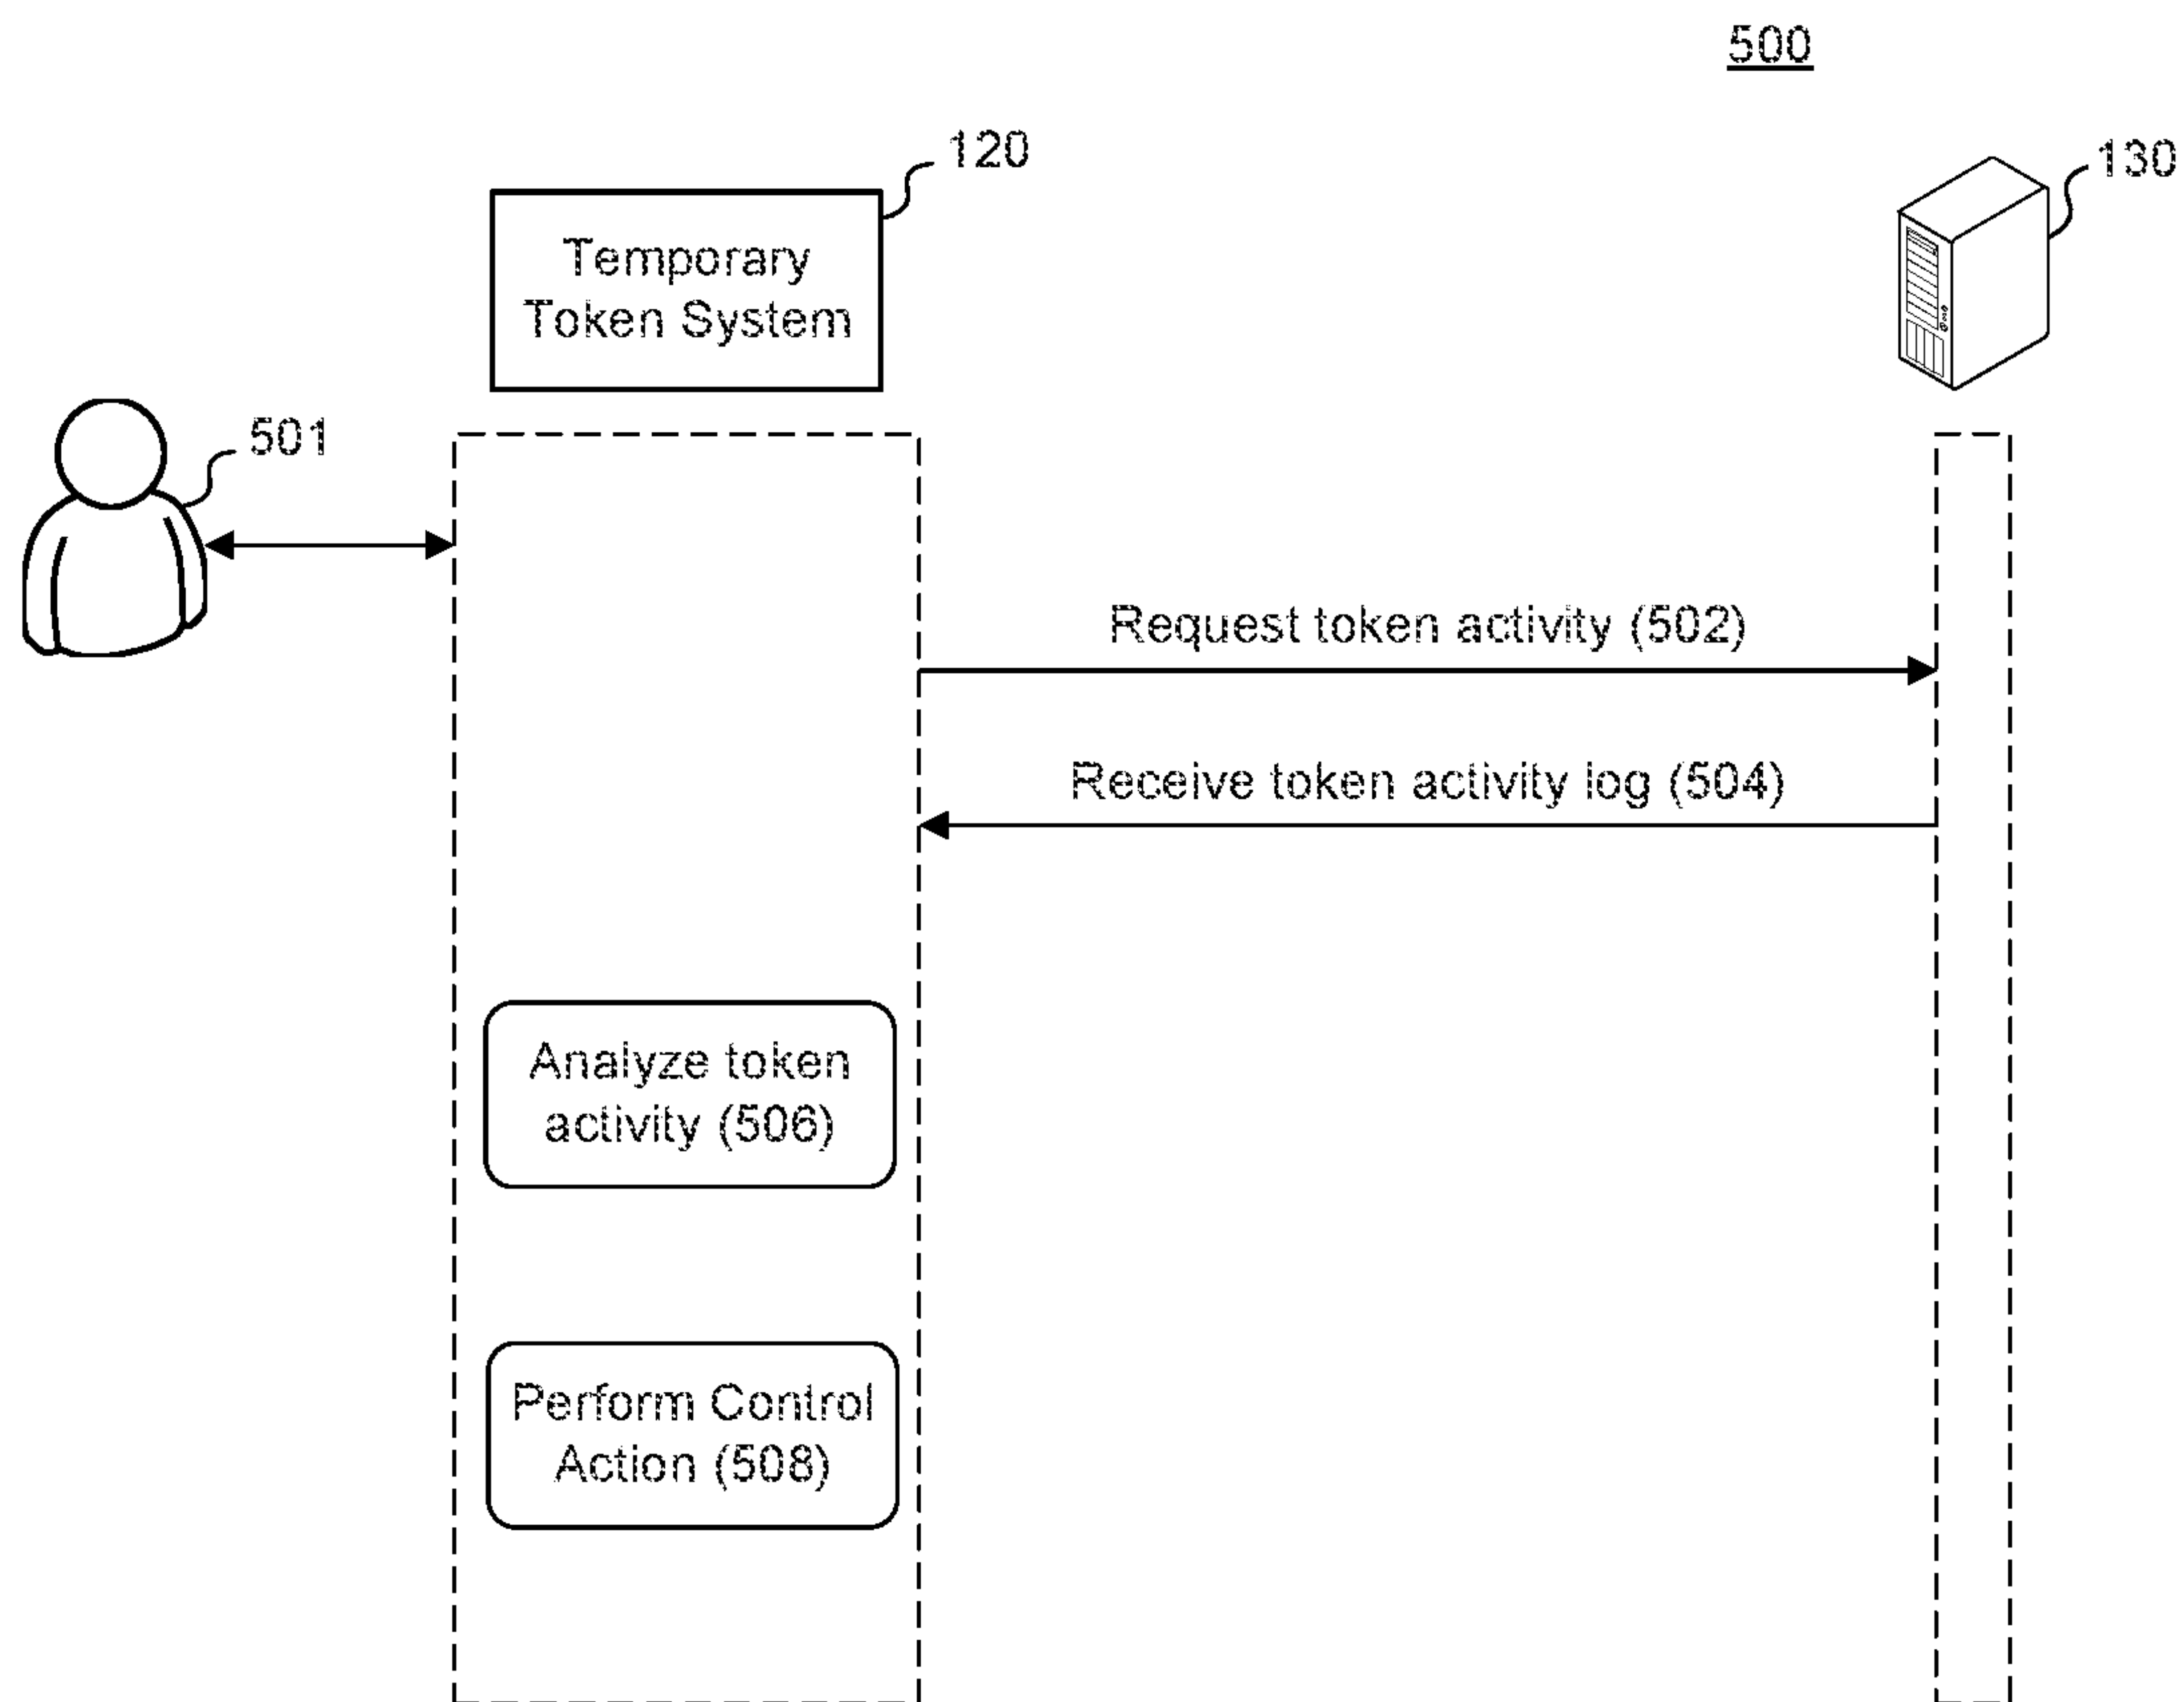 500
120
130
Temporary
Token System
501
Request token activity (502)
Receive token activity log (504)
Analyze token
activity (506)
Perform Control
Action (508)